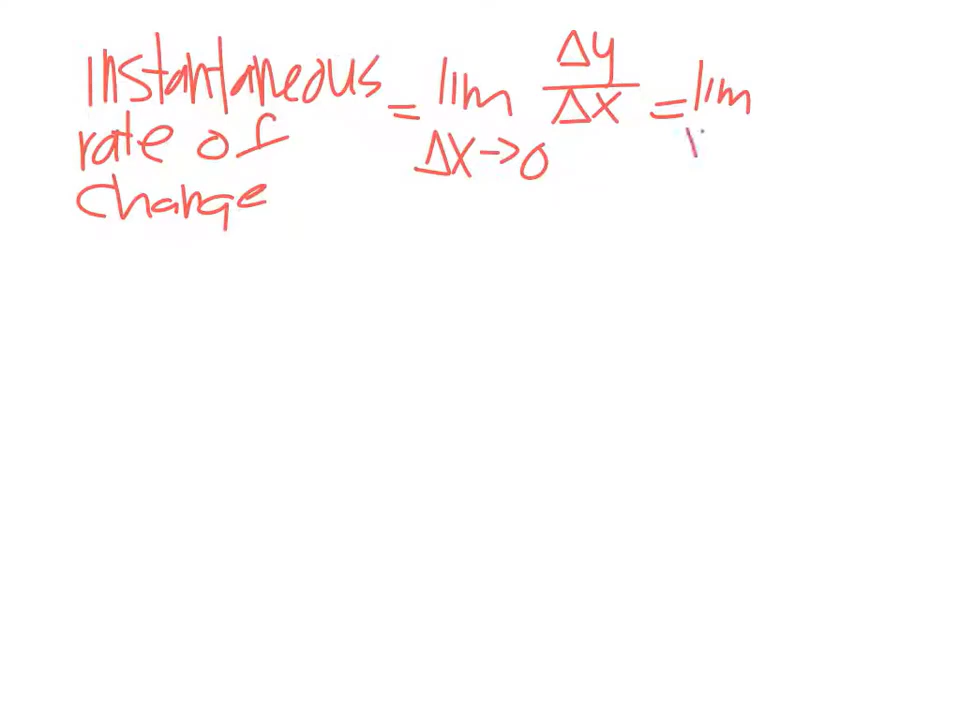 instantaneous = lim Δy/Δx = lim
rate of Δx→0
change